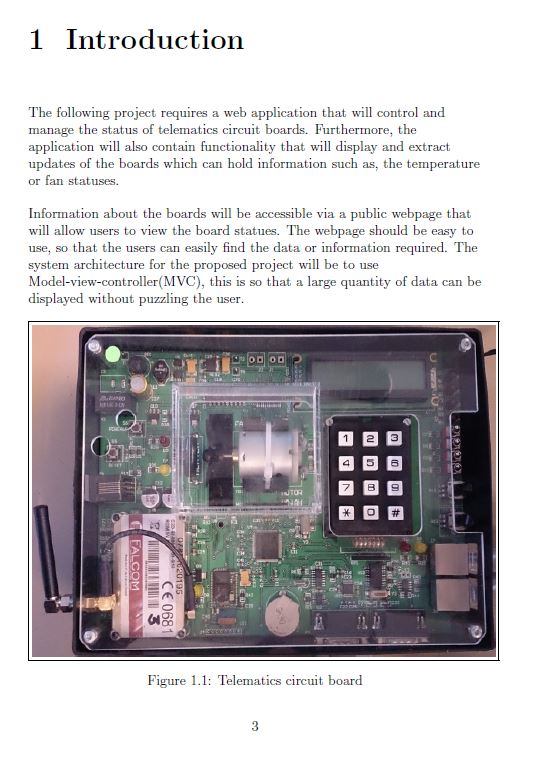 1 Introduction
The following project requires a web application that will control and
manage the status of telematics circuit boards. Furthermore, the
application will also contain functionality that will display and extract
updates of the boards which can hold information such as, the temperature
or fan statuses.
Information about the boards will be accessible via a public webpage that
will allow users to view the board statues. The webpage should be easy to
use, so that the users can easily find the data or information required. The
system architecture for the proposed project will be to use
Model-view-controller(MVC), this is so that a large quantity of data can be
displayed without puzzling the user.
1 2 3
4 5 6
7 8 9
* 0 #
FALCOM
CE 0681
3
Figure 1.1: Telematics circuit board
3